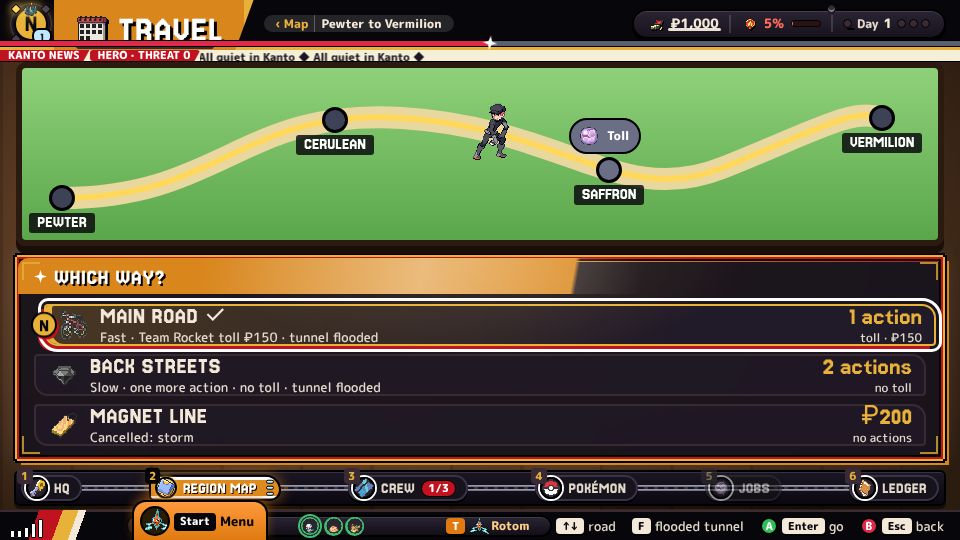 N 1 TRAVEL ‹ Map Pewter to Vermilion ₽1,000 5% Day 1
KANTO NEWS HERO · THREAT 0 All quiet in Kanto ◆ All quiet in Kanto ◆
Toll
CERULEAN
VERMILION
SAFFRON
PEWTER
WHICH WAY?
N MAIN ROAD ✓ 1 action
Fast · Team Rocket toll ₽150 · tunnel flooded toll · ₽150
BACK STREETS 2 actions
Slow · one more action · no toll · tunnel flooded no toll
MAGNET LINE ₽200
Cancelled: storm no actions
1 HQ 2 REGION MAP 3 CREW 1/3 4 POKÉMON 5 JOBS 6 LEDGER
Start Menu T Rotom ↑↓ road F flooded tunnel A Enter go B Esc back